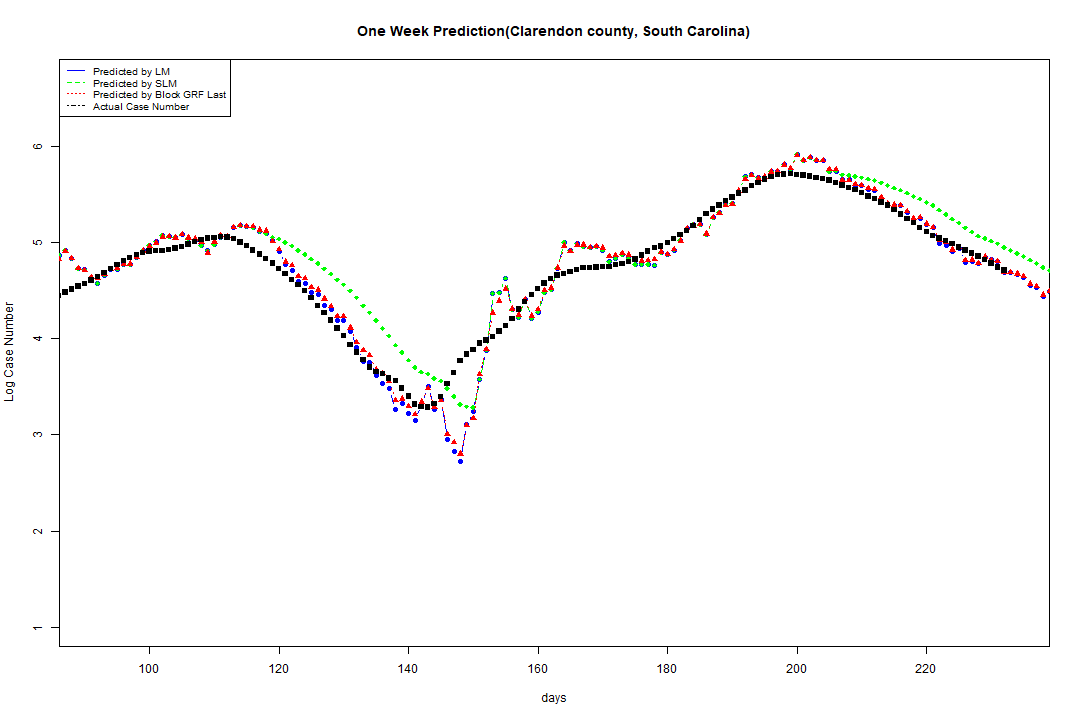 One Week Prediction(Clarendon county, South Carolina)
Predicted by LM
Predicted by SLM
Predicted by Block GRF Last
Actual Case Number
6
5
4
3
2
1
Log Case Number
100 120 140 160 180 200 220
days